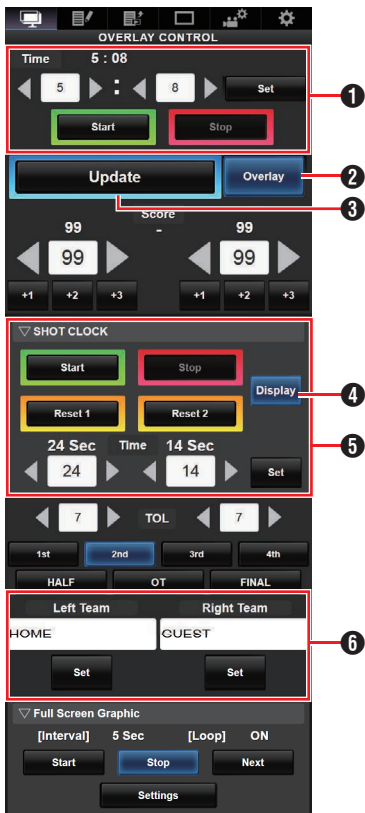 OVERLAY CONTROL
Time 5 : 08
5 : 8 Set
Start Stop
1
Update Overlay
2
3
Score
99 - 99
99 99
+1 +2 +3 +1 +2 +3
▽ SHOT CLOCK
Start Stop
Display
4
Reset 1 Reset 2
5
24 Sec Time 14 Sec
24 14 Set
7 TOL 7
1st 2nd 3rd 4th
HALF OT FINAL
Left Team Right Team
HOME GUEST
6
Set Set
▽ Full Screen Graphic
[Interval] 5 Sec [Loop] ON
Start Stop Next
Settings